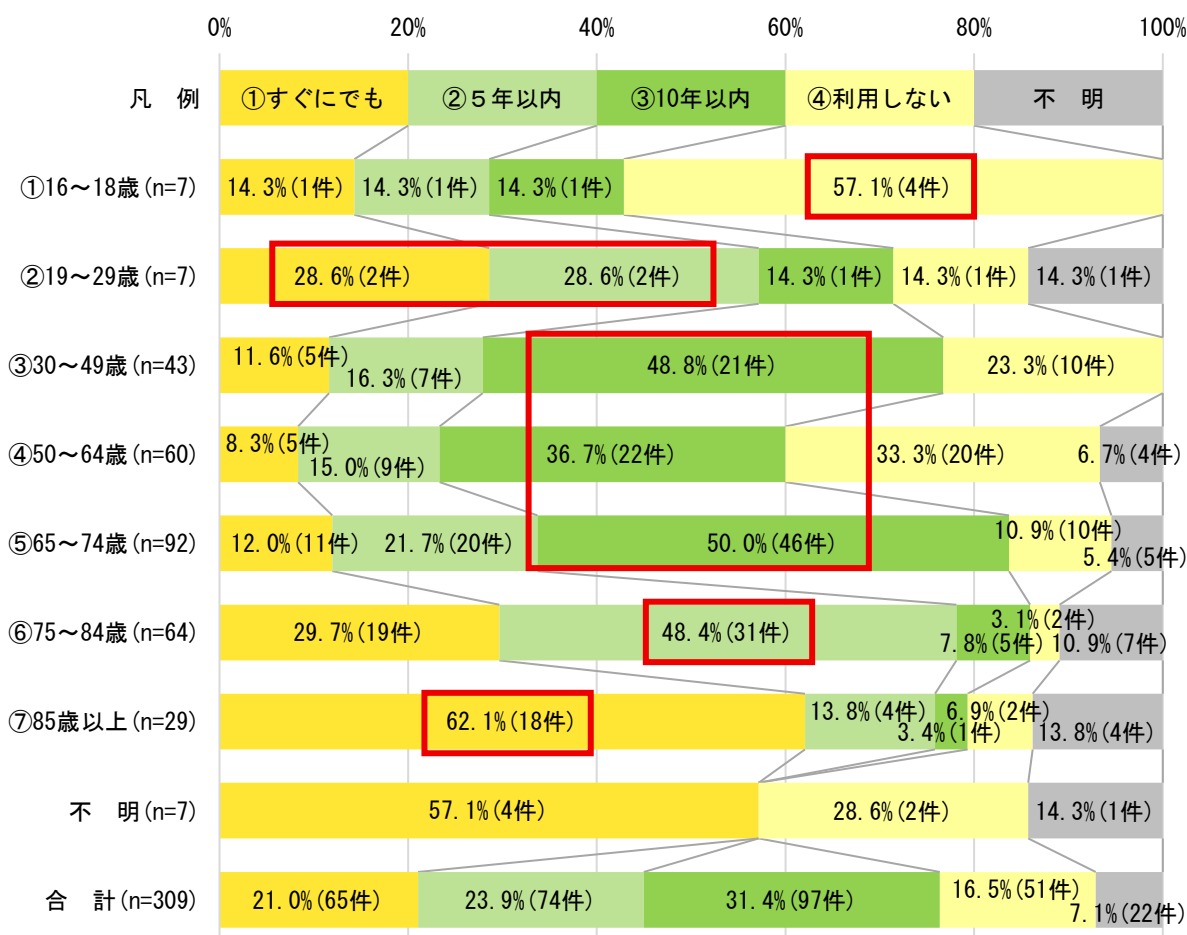 0% 20% 40% 60% 80% 100%
凡　例 ①すぐにでも ②５年以内 ③10年以内 ④利用しない 不　明
①16～18歳(n=7) 14.3%(1件) 14.3%(1件) 14.3%(1件) 57.1%(4件)
②19～29歳(n=7) 28.6%(2件) 28.6%(2件) 14.3%(1件) 14.3%(1件) 14.3%(1件)
③30～49歳(n=43) 11.6%(5件) 16.3%(7件) 48.8%(21件) 23.3%(10件)
④50～64歳(n=60) 8.3%(5件) 15.0%(9件) 36.7%(22件) 33.3%(20件) 6.7%(4件)
⑤65～74歳(n=92) 12.0%(11件) 21.7%(20件) 50.0%(46件) 10.9%(10件) 5.4%(5件)
⑥75～84歳(n=64) 29.7%(19件) 48.4%(31件) 7.8%(5件) 3.1%(2件) 10.9%(7件)
⑦85歳以上(n=29) 62.1%(18件) 13.8%(4件) 3.4%(1件) 6.9%(2件) 13.8%(4件)
不　明(n=7) 57.1%(4件) 28.6%(2件) 14.3%(1件)
合　計(n=309) 21.0%(65件) 23.9%(74件) 31.4%(97件) 16.5%(51件) 7.1%(22件)